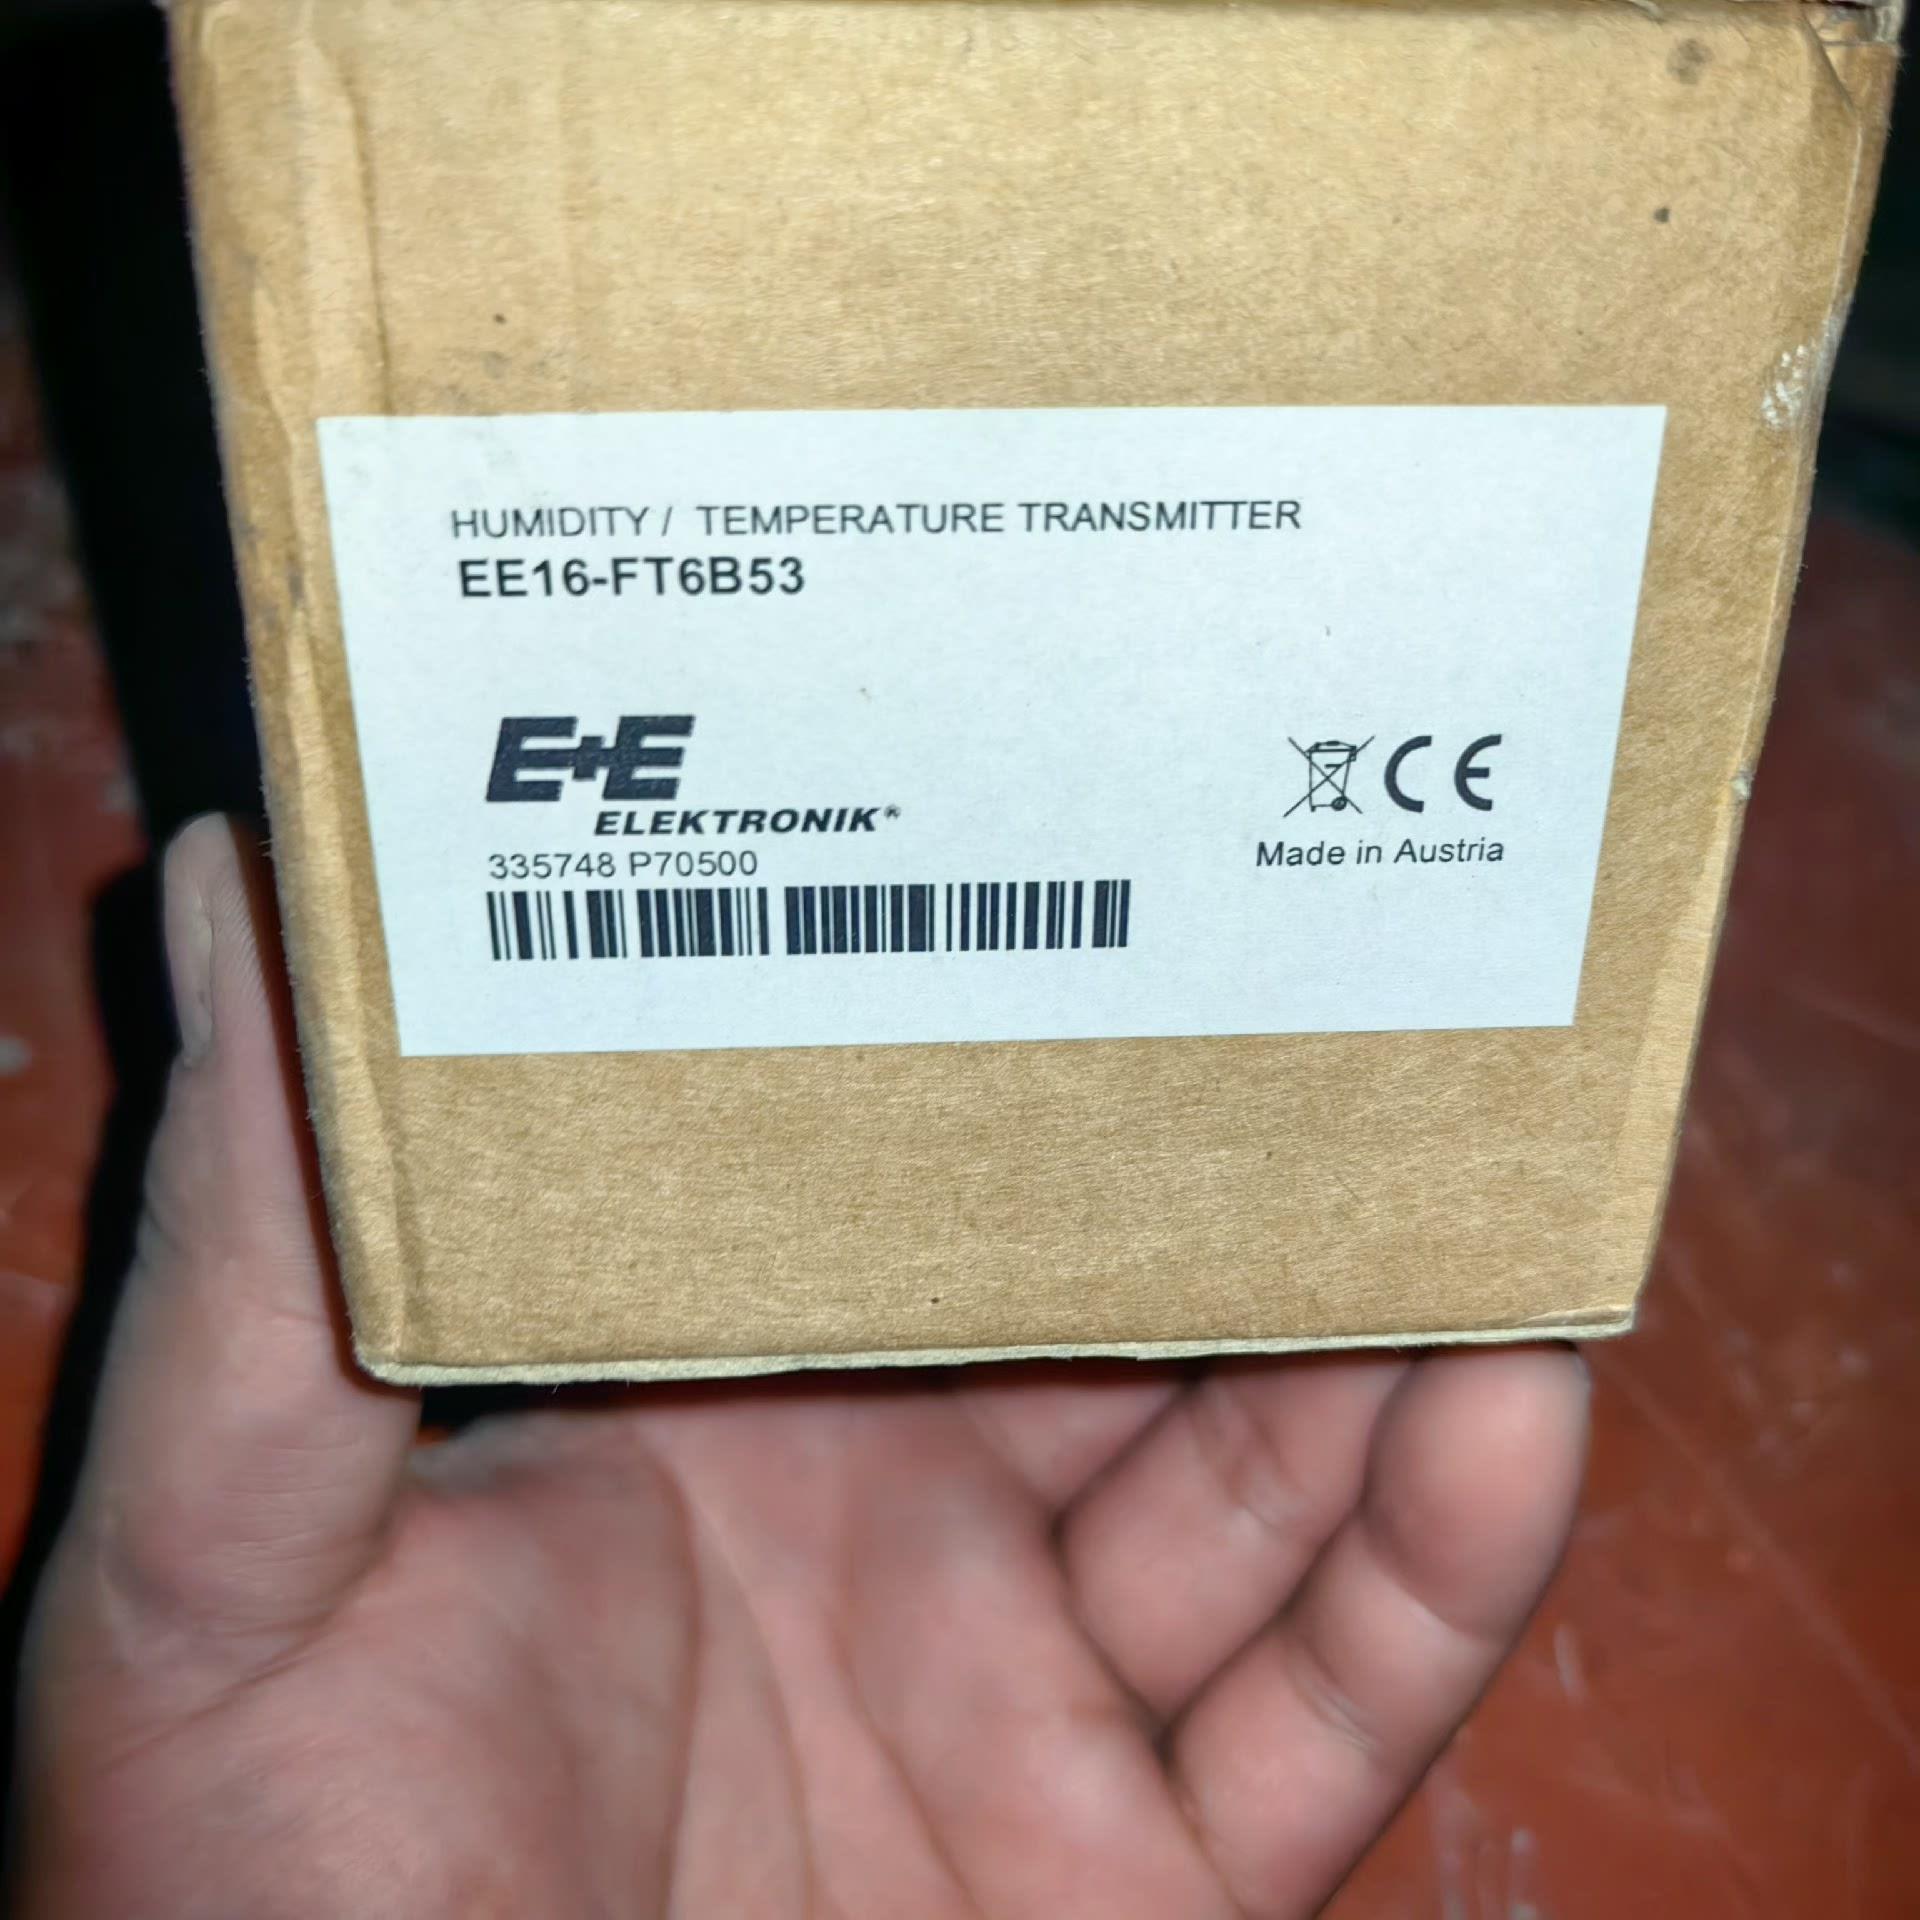 HUMIDITY / TEMPERATURE TRANSMITTER
EE16-FT6B53
E+E
ELEKTRONIK®
335748 P70500
CE
Made in Austria